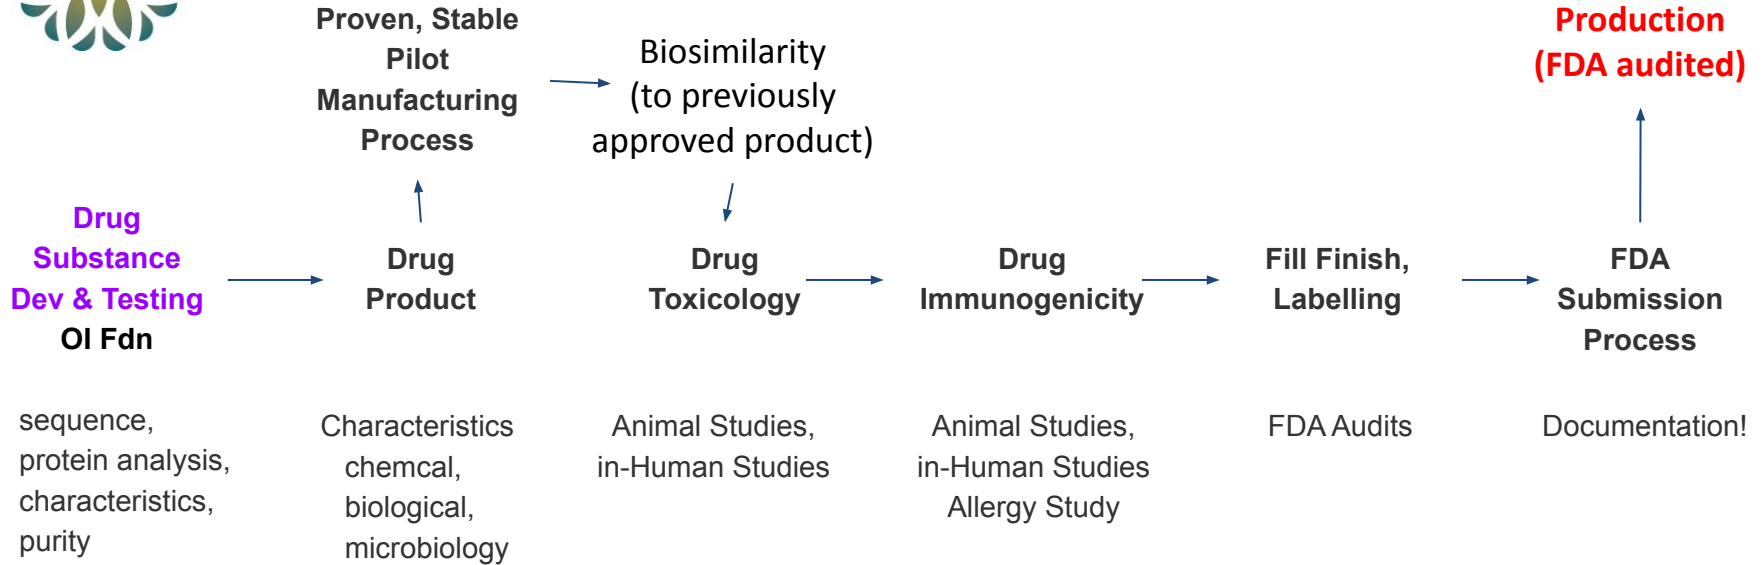 Proven, Stable
Pilot
Manufacturing
Process
Biosimilarity
(to previously
approved product)
Production
(FDA audited)
Drug
Substance
Dev & Testing
OI Fdn
Drug
Product
Drug
Toxicology
Drug
Immunogenicity
Fill Finish,
Labelling
FDA
Submission
Process
sequence,
protein analysis,
characteristics,
purity
Characteristics
chemcal,
biological,
microbiology
Animal Studies,
in-Human Studies
Animal Studies,
in-Human Studies
Allergy Study
FDA Audits
Documentation!